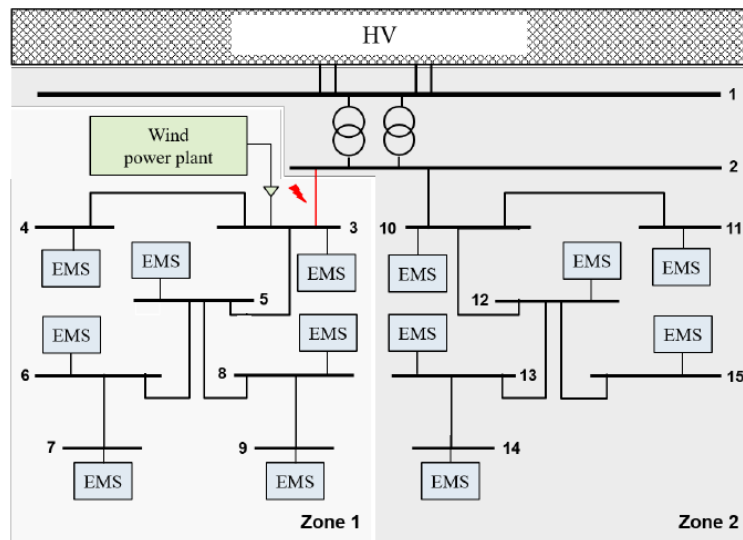 HV
1
Wind
power plant
2
4
3
10
11
EMS
EMS
EMS
EMS
EMS
EMS
5
12
EMS
EMS
EMS
EMS
6
8
13
15
7
9
14
EMS
EMS
EMS
Zone 1
Zone 2